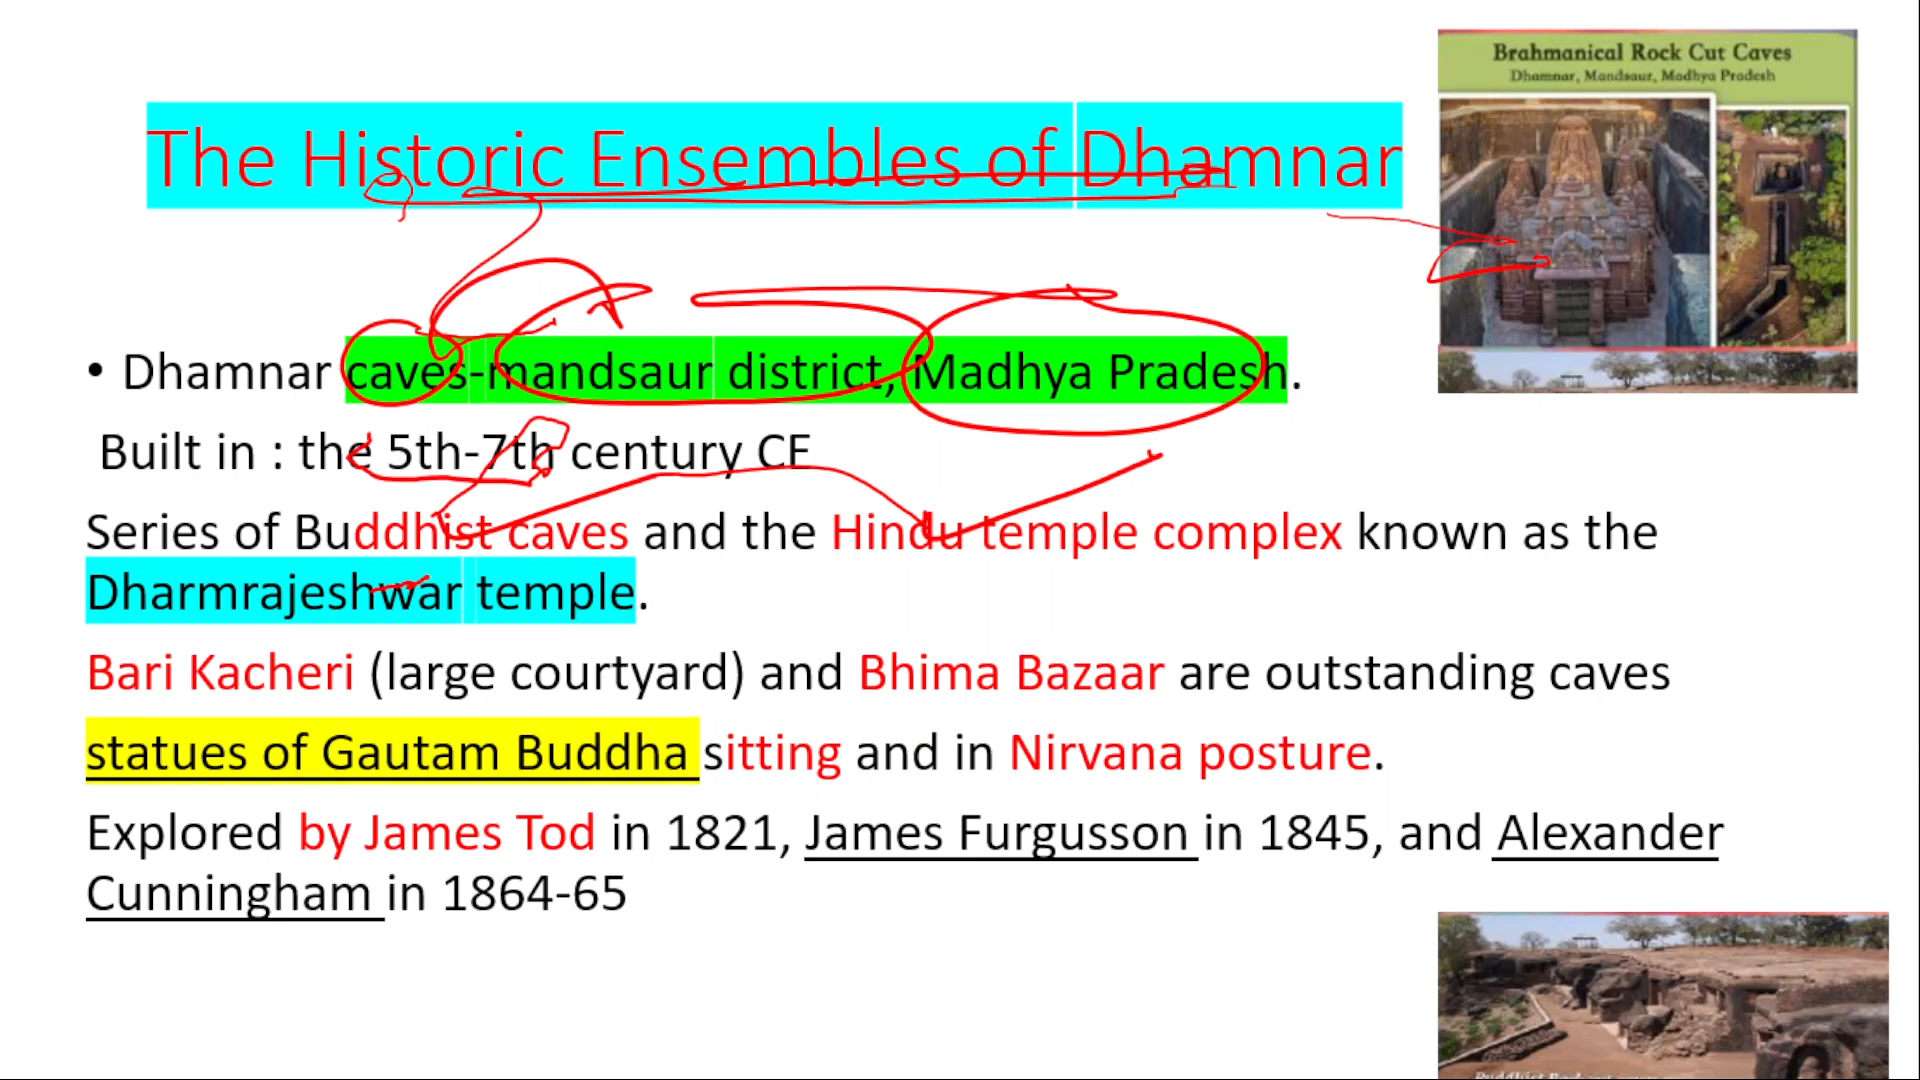 Brahmanical Rock Cut Caves
Dhamnar, Mandsaur, Madhya Pradesh
The Historic Ensembles of Dhamnar
• Dhamnar caves-mandsaur district, Madhya Pradesh.
Built in : the 5th-7th century CE
Series of Buddhist caves and the Hindu temple complex known as the
Dharmrajeshwar temple.
Bari Kacheri (large courtyard) and Bhima Bazaar are outstanding caves
statues of Gautam Buddha sitting and in Nirvana posture.
Explored by James Tod in 1821, James Furgusson in 1845, and Alexander
Cunningham in 1864-65
Buddhist Rock